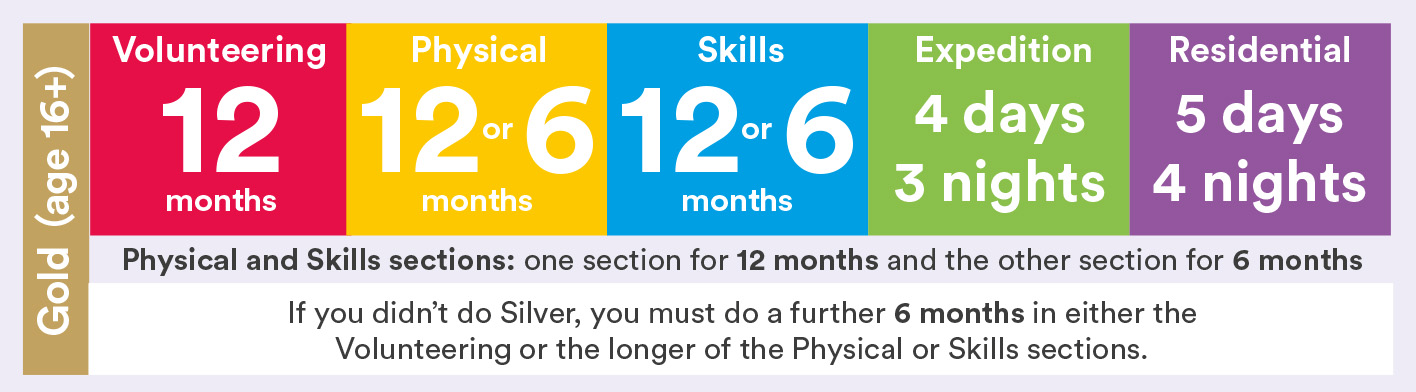 Gold (age 16+)
Volunteering
12
months
Physical
12 or 6
months
Skills
12 or 6
months
Expedition
4 days
3 nights
Residential
5 days
4 nights
Physical and Skills sections: one section for 12 months and the other section for 6 months
If you didn’t do Silver, you must do a further 6 months in either the
Volunteering or the longer of the Physical or Skills sections.